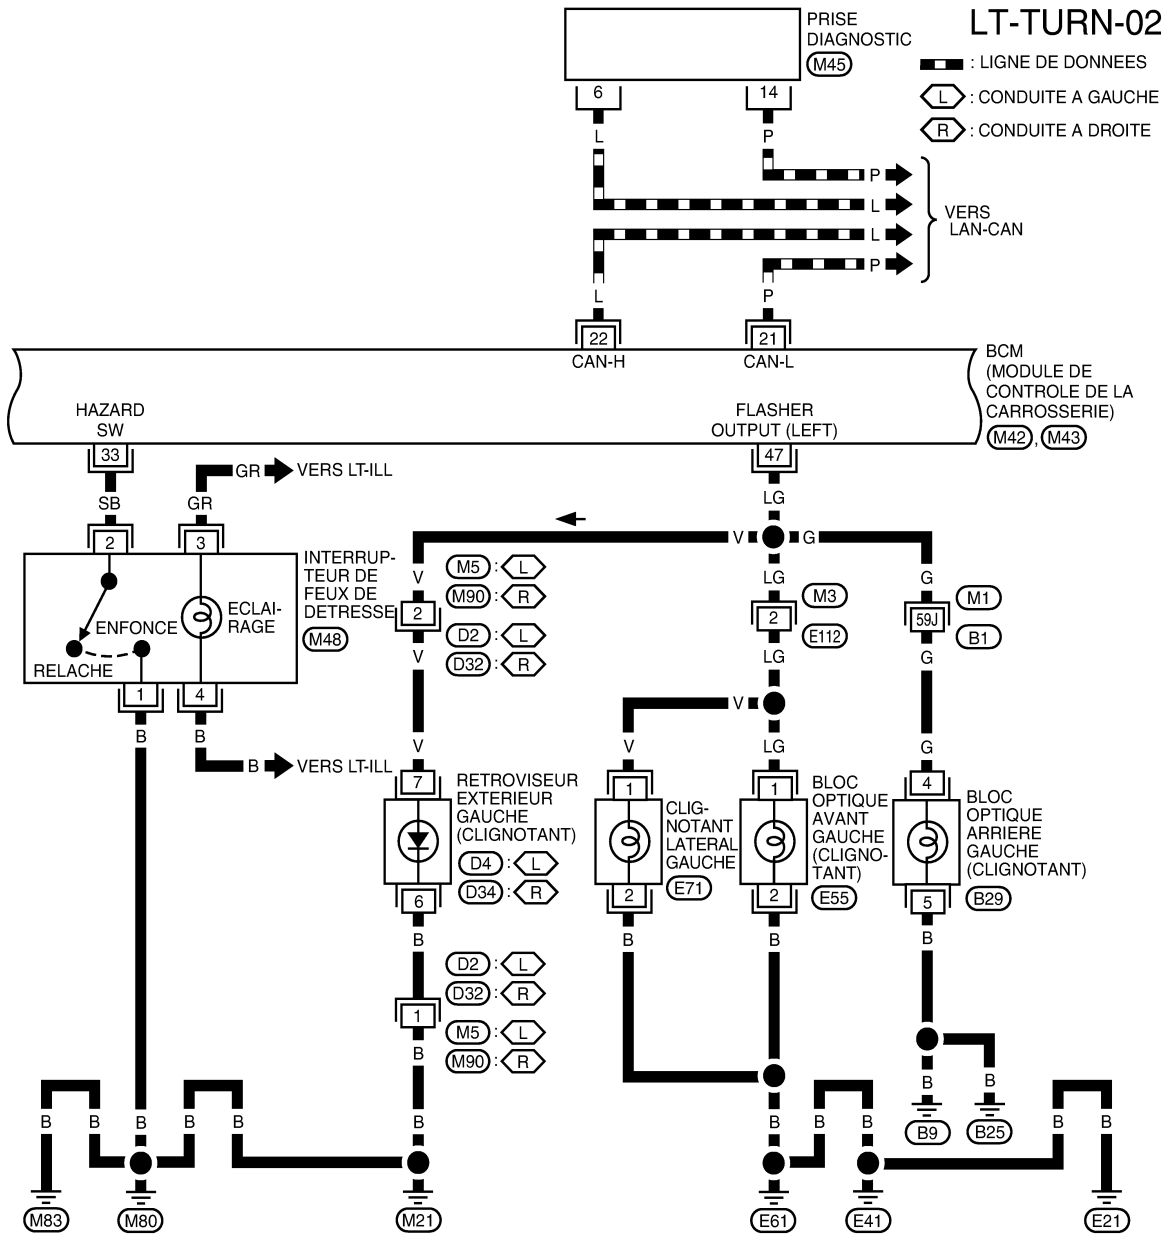 LT-TURN-02
PRISE
DIAGNOSTIC
M45
: LIGNE DE DONNEES
L : CONDUITE A GAUCHE
R : CONDUITE A DROITE
6
14
L
P
P
L
L
P
VERS
LAN-CAN
L
P
22
21
CAN-H
CAN-L
BCM
(MODULE DE
CONTROLE DE LA
CARROSSERIE)
M42 , M43
HAZARD
SW
FLASHER
OUTPUT (LEFT)
33
47
GR
VERS LT-ILL
SB
GR
LG
2
3
V
G
INTERRUP-
TEUR DE
FEUX DE
DETRESSE
M48
ECLAI-
RAGE
ENFONCE
RELACHE
1
4
B
B
B
VERS LT-ILL
V
M5 : L
M90 : R
2
D2 : L
D32 : R
V
V
LG
M3
2
E112
LG
V
V
LG
G
M1
59J
B1
G
G
7
RETROVISEUR
EXTERIEUR
GAUCHE
(CLIGNOTANT)
D4 : L
D34 : R
6
1
CLIG-
NOTANT
LATERAL
GAUCHE
E71
2
1
BLOC
OPTIQUE
AVANT
GAUCHE
(CLIGNO-
TANT)
E55
2
4
BLOC
OPTIQUE
ARRIERE
GAUCHE
(CLIGNOTANT)
B29
5
B
B
B
B
D2 : L
D32 : R
1
M5 : L
M90 : R
B
B
B
B9
B25
B
B
B
B
B
B
B
B
B
B
B
M83
M80
M21
E61
E41
E21